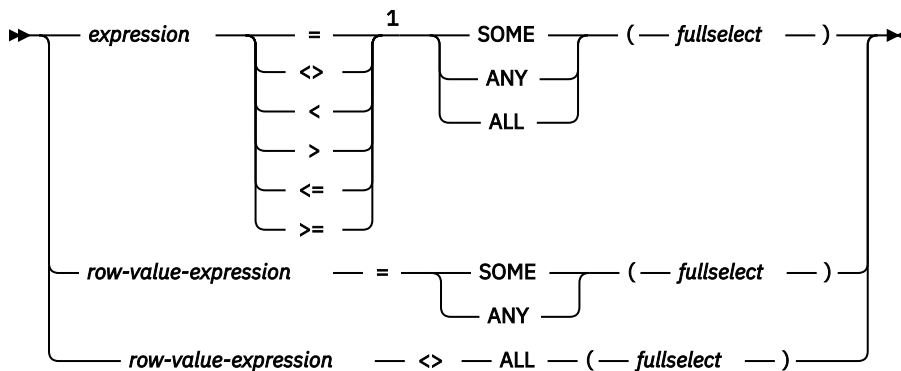 1
expression = SOME ( fullselect )
<> ANY
< ALL
>
<=
>=
row-value-expression = SOME ( fullselect )
ANY
row-value-expression <> ALL ( fullselect )